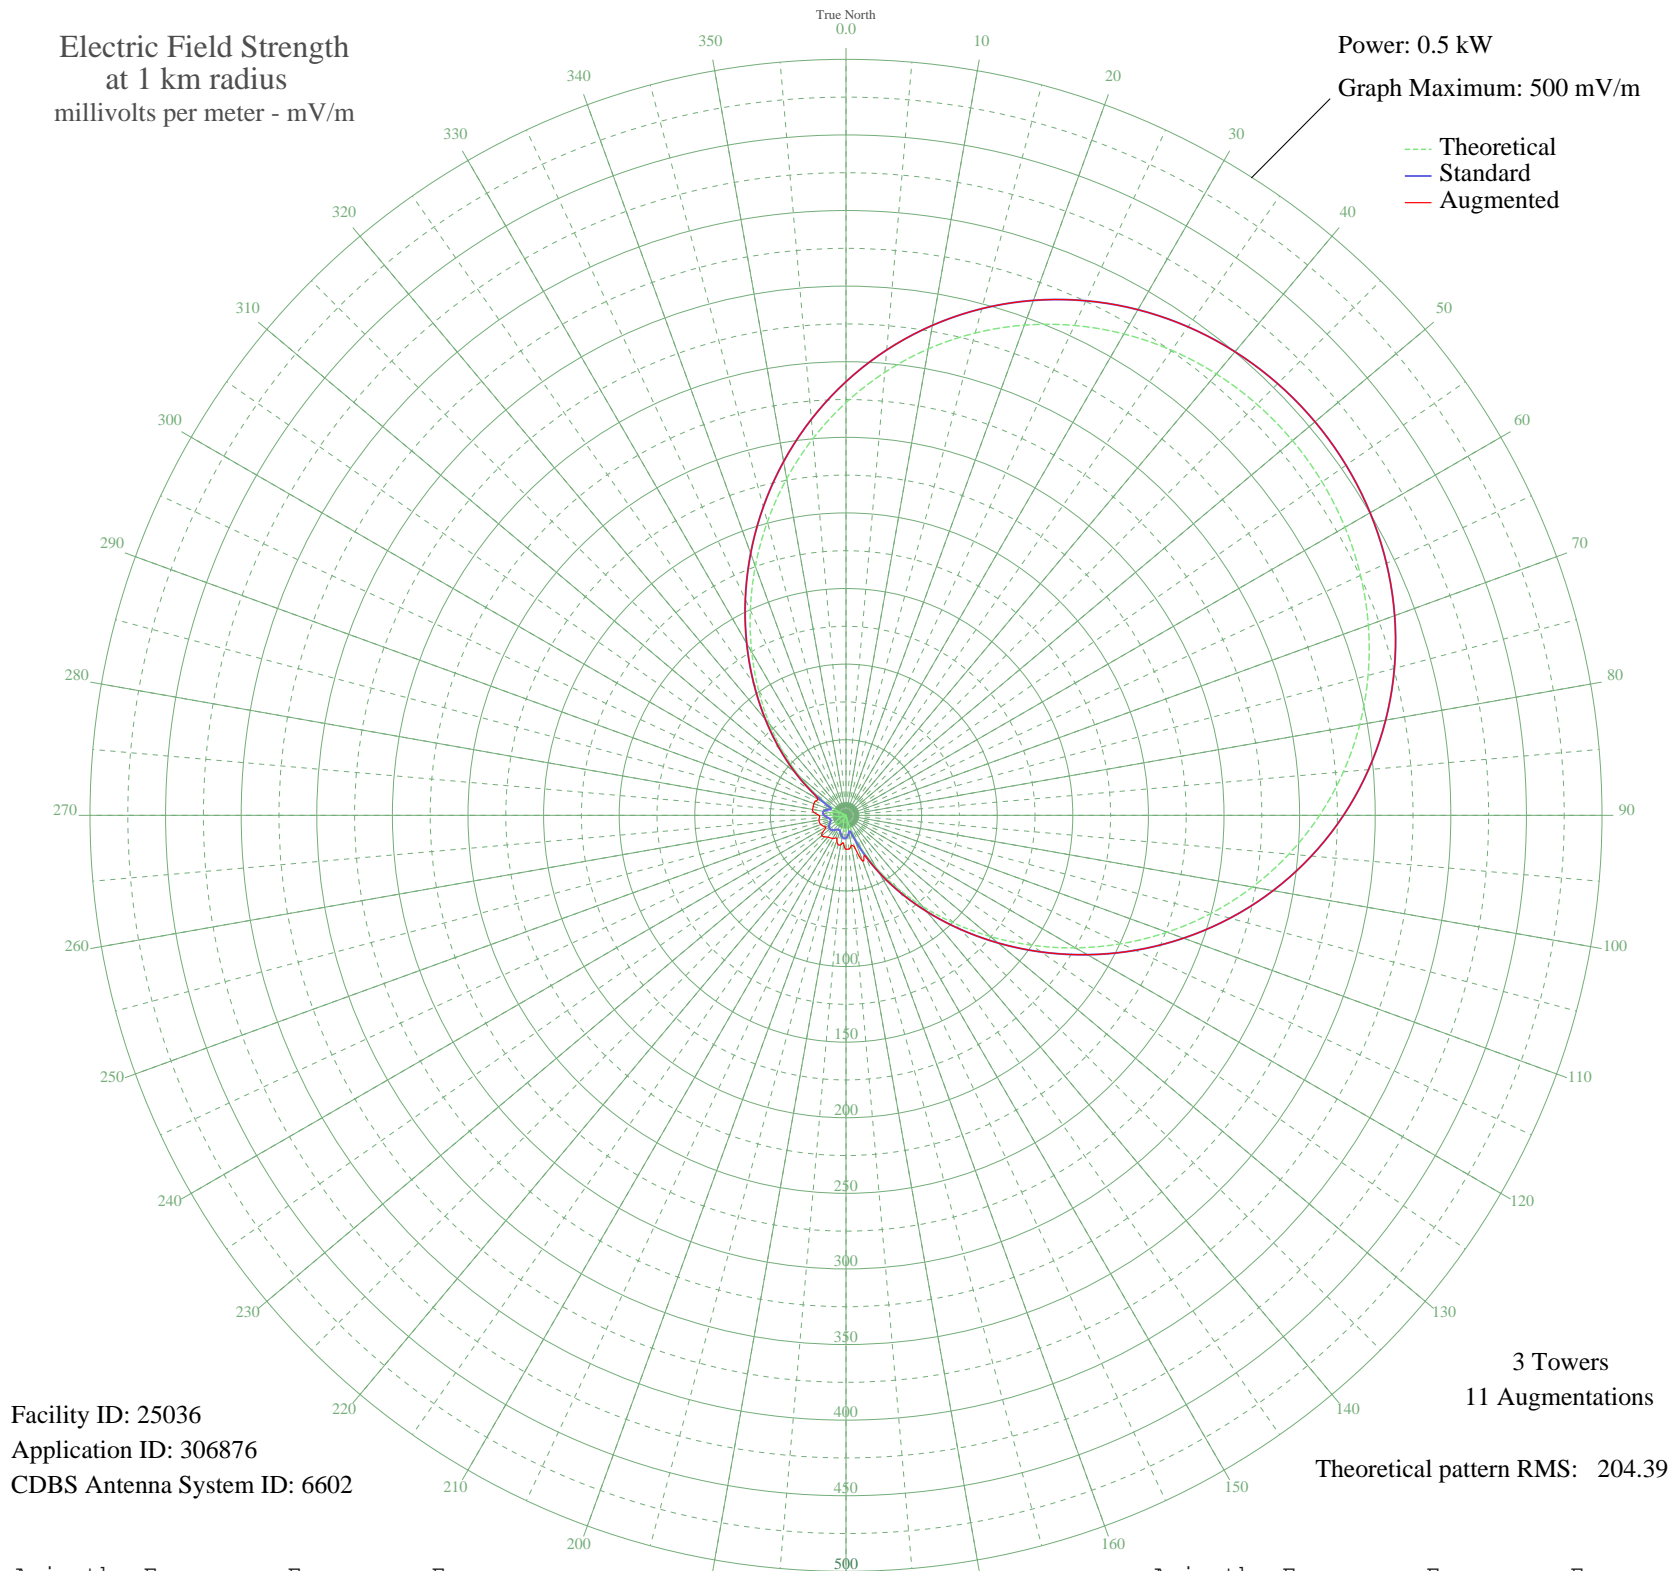 True North
0.0
10
20
30
40
50
60
70
80
90
100
110
120
130
140
150
160
200
210
220
230
240
250
260
270
280
290
300
310
320
330
340
350
Electric Field Strength
at 1 km radius
millivolts per meter - mV/m
Power: 0.5 kW
Graph Maximum: 500 mV/m
Theoretical
Standard
Augmented
100
150
200
250
300
350
400
450
500
3 Towers
11 Augmentations
Theoretical pattern RMS: 204.39
Facility ID: 25036
Application ID: 306876
CDBS Antenna System ID: 6602